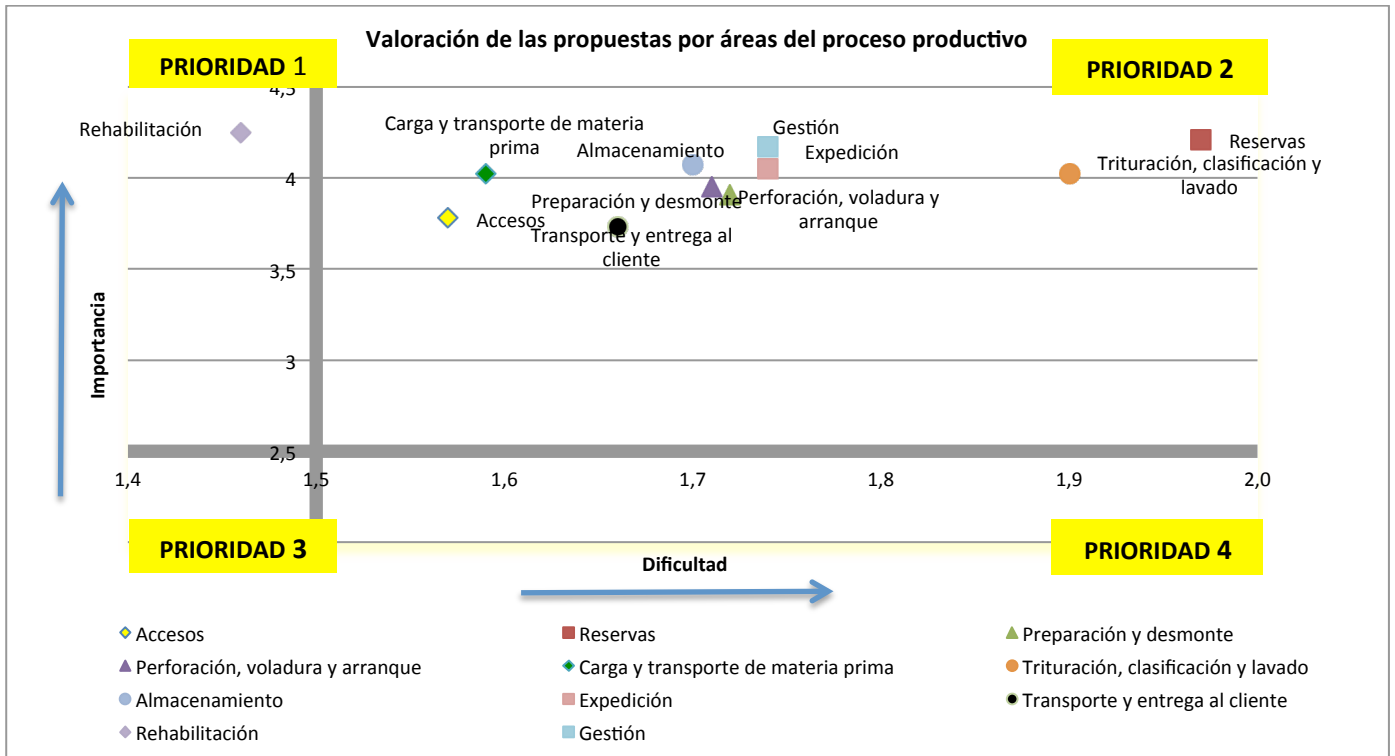 Valoración de las propuestas por áreas del proceso productivo
PRIORIDAD 1
PRIORIDAD 2
4,5
Rehabilitación
Carga y transporte de materia
prima
Almacenamiento
Gestión
Expedición
Reservas
Trituración, clasificación y
lavado
4
Preparación y desmonte
Perforación, voladura y
arranque
Accesos
Transporte y entrega al
cliente
3,5
3
2,5
Importancia
1,4
1,5
1,6
1,7
1,8
1,9
2,0
PRIORIDAD 3
PRIORIDAD 4
Dificultad
Accesos
Reservas
Preparación y desmonte
Perforación, voladura y arranque
Carga y transporte de materia prima
Trituración, clasificación y lavado
Almacenamiento
Expedición
Transporte y entrega al cliente
Rehabilitación
Gestión